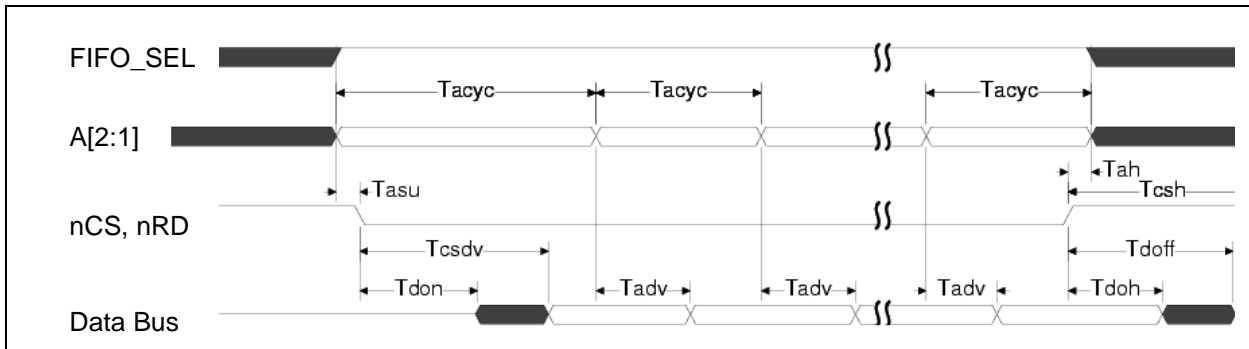 FIFO_SEL
Tacyc Tacyc Tacyc
A[2:1]
Tah
Tasu Tcsh
nCS, nRD
Tcsdv Tdoff
Tdon Tadv Tadv Tadv Tdoh
Data Bus